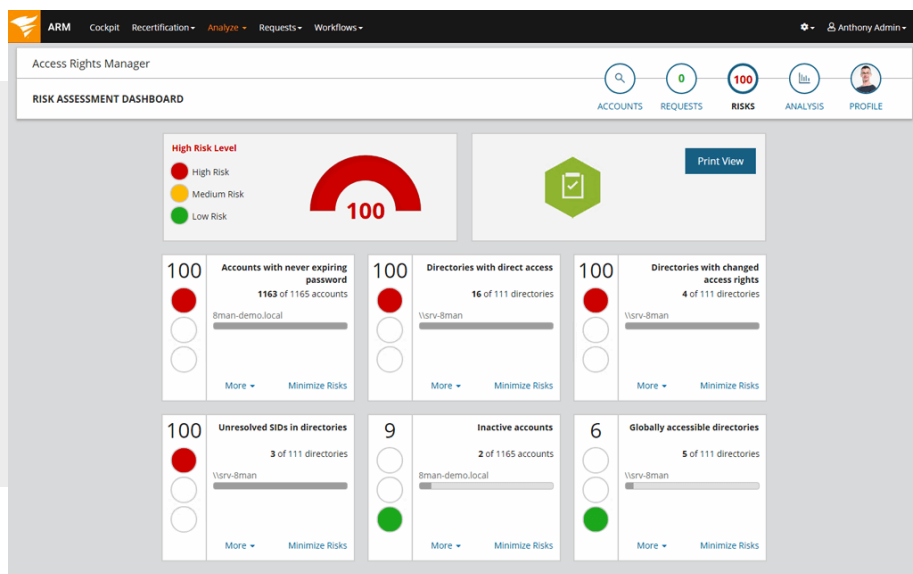 ARM Cockpit Recertification Analyze Requests Workflows Anthony Admin
Access Rights Manager
RISK ASSESSMENT DASHBOARD
0 100
ACCOUNTS REQUESTS RISKS ANALYSIS PROFILE
High Risk Level
High Risk
Medium Risk
Low Risk
100
Print View
100
Accounts with never expiring
password
1163 of 1165 accounts
8man-demo.local
More Minimize Risks
100
Directories with direct access
16 of 111 directories
\\srv-8man
More Minimize Risks
100
Directories with changed
access rights
4 of 111 directories
\\srv-8man
More Minimize Risks
100
Unresolved SIDs in directories
3 of 111 directories
\\srv-8man
More Minimize Risks
9
Inactive accounts
2 of 1165 accounts
8man-demo.local
More Minimize Risks
6
Globally accessible directories
5 of 111 directories
\\srv-8man
More Minimize Risks